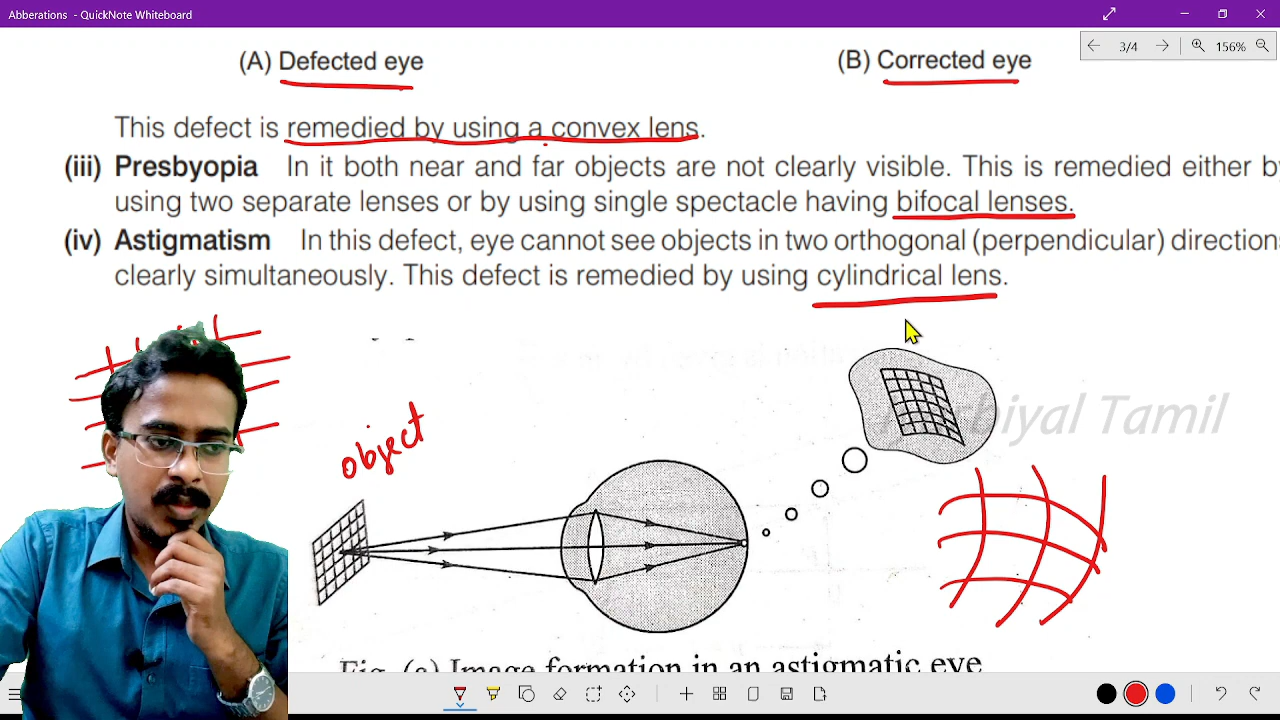 Abberations - QuickNote Whiteboard
3/4
156%
(A) Defected eye
(B) Corrected eye
This defect is remedied by using a convex lens.
(iii) Presbyopia In it both near and far objects are not clearly visible. This is remedied either by
using two separate lenses or by using single spectacle having bifocal lenses.
(iv) Astigmatism In this defect, eye cannot see objects in two orthogonal (perpendicular) directions
clearly simultaneously. This defect is remedied by using cylindrical lens.
object
Tamil
Fig. (a) Image formation in an astigmatic eye